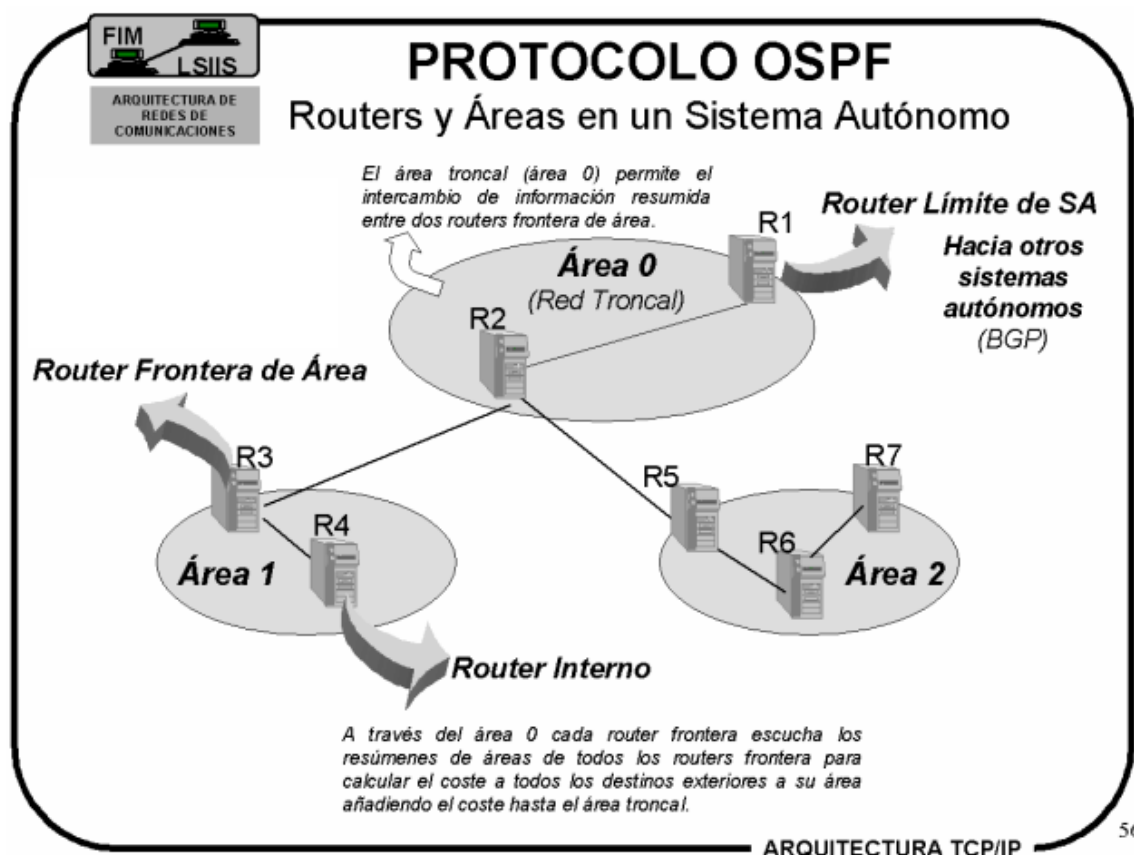 FIM
LSIIS
ARQUITECTURA DE
REDES DE
COMUNICACIONES
PROTOCOLO OSPF
Routers y Áreas en un Sistema Autónomo
El área troncal (área 0) permite el
intercambio de información resumida
entre dos routers frontera de área.
Router Límite de SA
R1
Hacia otros
sistemas
autónomos
(BGP)
Área 0
(Red Troncal)
R2
Router Frontera de Área
R3
R4
Área 1
R5
R7
R6
Área 2
Router Interno
A través del área 0 cada router frontera escucha los
resúmenes de áreas de todos los routers frontera para
calcular el coste a todos los destinos exteriores a su área
añadiendo el coste hasta el área troncal.
56
ARQUITECTURA TCP/IP